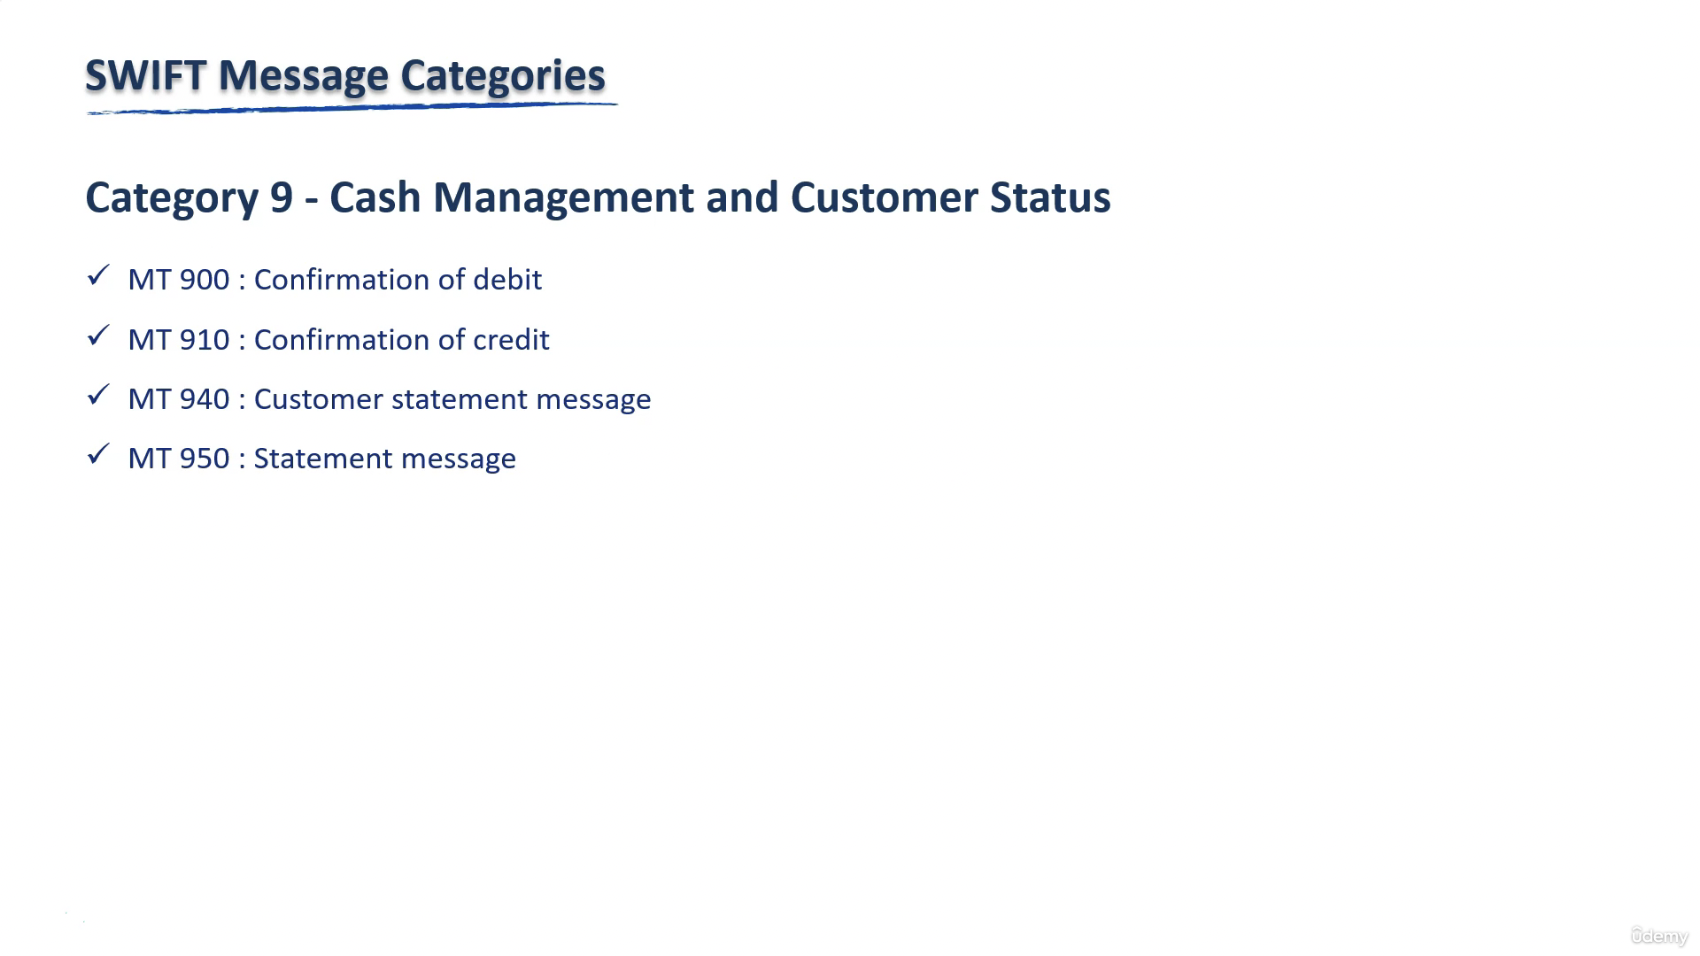 SWIFT Message Categories
Category 9 - Cash Management and Customer Status
✓ MT 900 : Confirmation of debit
✓ MT 910 : Confirmation of credit
✓ MT 940 : Customer statement message
✓ MT 950 : Statement message
ûdemy